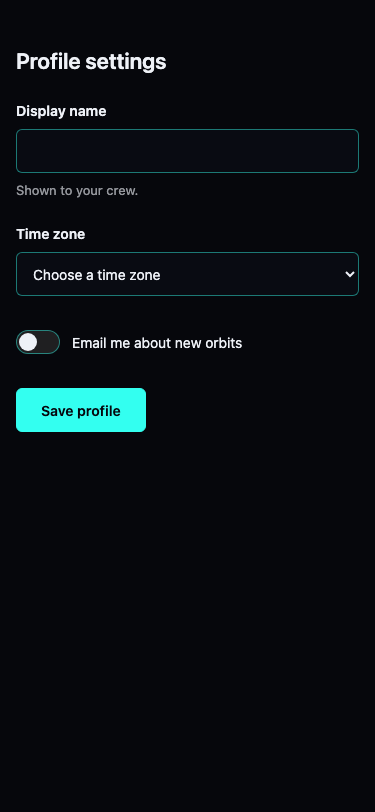 Profile settings
Display name
Shown to your crew.
Time zone
Choose a time zone
Email me about new orbits
Save profile